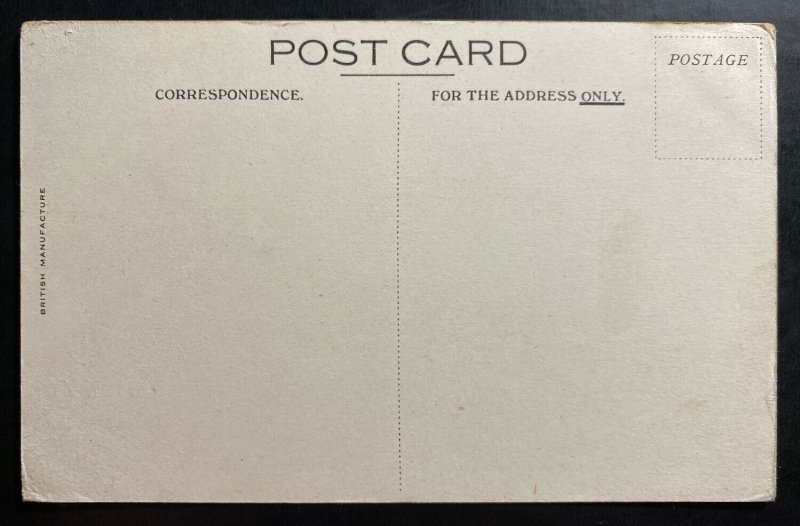 POST CARD
POSTAGE
CORRESPONDENCE.
FOR THE ADDRESS ONLY.
BRITISH MANUFACTURE